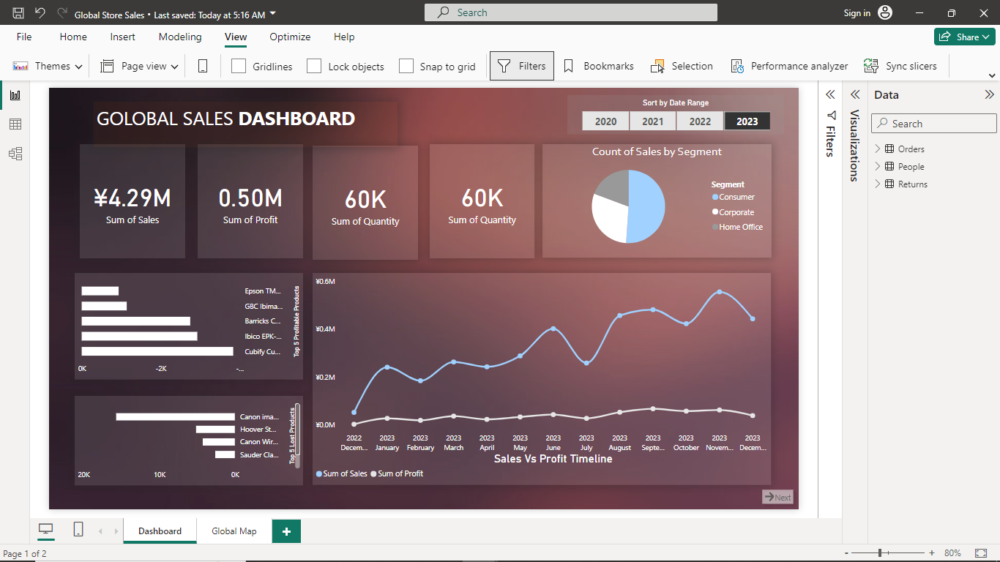 Global Store Sales • Last saved: Today at 5:16 AM
Search
Sign in
File Home Insert Modeling View Optimize Help
Share
Themes Page view Gridlines Lock objects Snap to grid Filters Bookmarks Selection Performance analyzer Sync slicers
GOLOBAL SALES DASHBOARD
Sort by Date Range
2020 2021 2022 2023
¥4.29M
Sum of Sales
0.50M
Sum of Profit
60K
Sum of Quantity
60K
Sum of Quantity
Count of Sales by Segment
Segment
Consumer
Corporate
Home Office
Epson TM...
GBC Ibima...
Barricks C...
Ibico EPK-...
Cubify Cu...
0K -2K -...
Top 5 Profitable Products
Canon ima...
Hoover St...
Canon Wir...
Sauder Cla...
20K 10K 0K
Top 5 Lost Products
¥0.6M
¥0.4M
¥0.2M
¥0.0M
2022 2023 2023 2023 2023 2023 2023 2023 2023 2023 2023 2023 2023
Decem... January February March April May June July August Septe... October Novem... Decem...
Sales Vs Profit Timeline
Sum of Sales Sum of Profit
Next
Filters
Visualizations
Data
Search
Orders
People
Returns
Dashboard Global Map +
Page 1 of 2
- + 80%